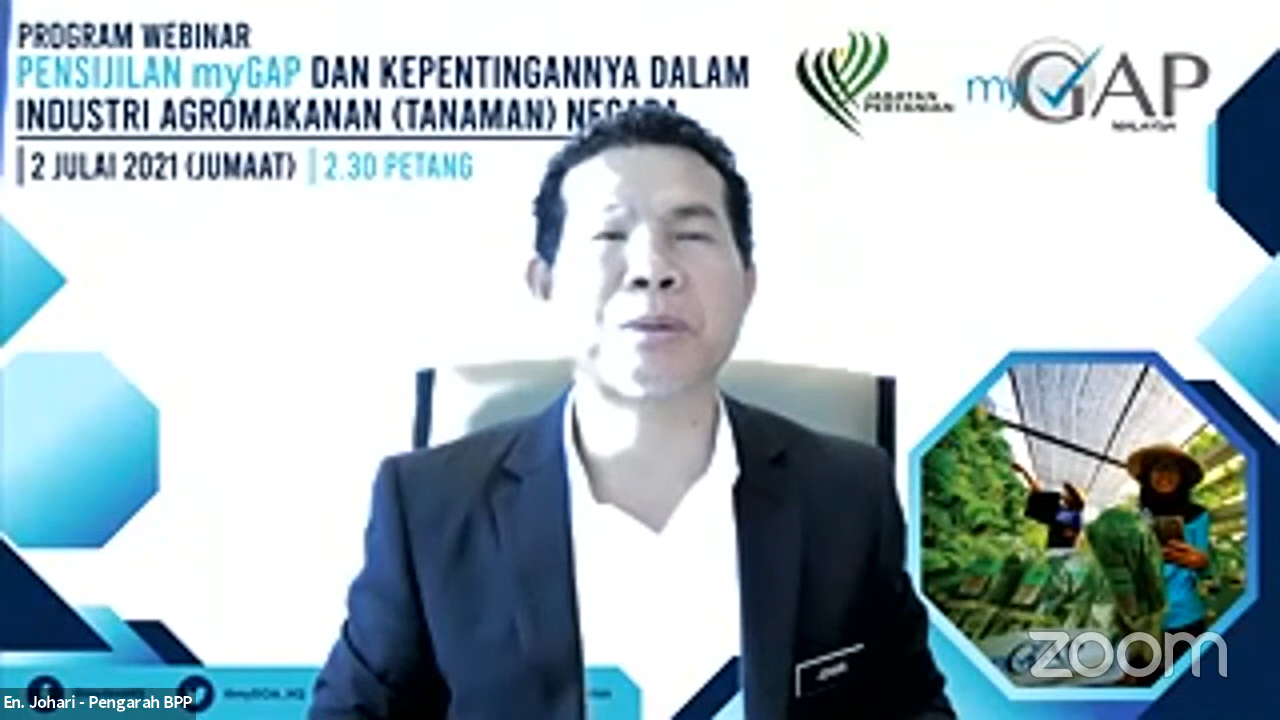 PROGRAM WEBINAR
PENSIJILAN myGAP DAN KEPENTINGANNYA DALAM
INDUSTRI AGROMAKANAN (TANAMAN) NEGARA
2 JULAI 2021 (JUMAAT) | 2.30 PETANG
JABATAN
PERTANIAN
myGAP
MALAYSIA
zoom
En. Johari - Pengarah BPP